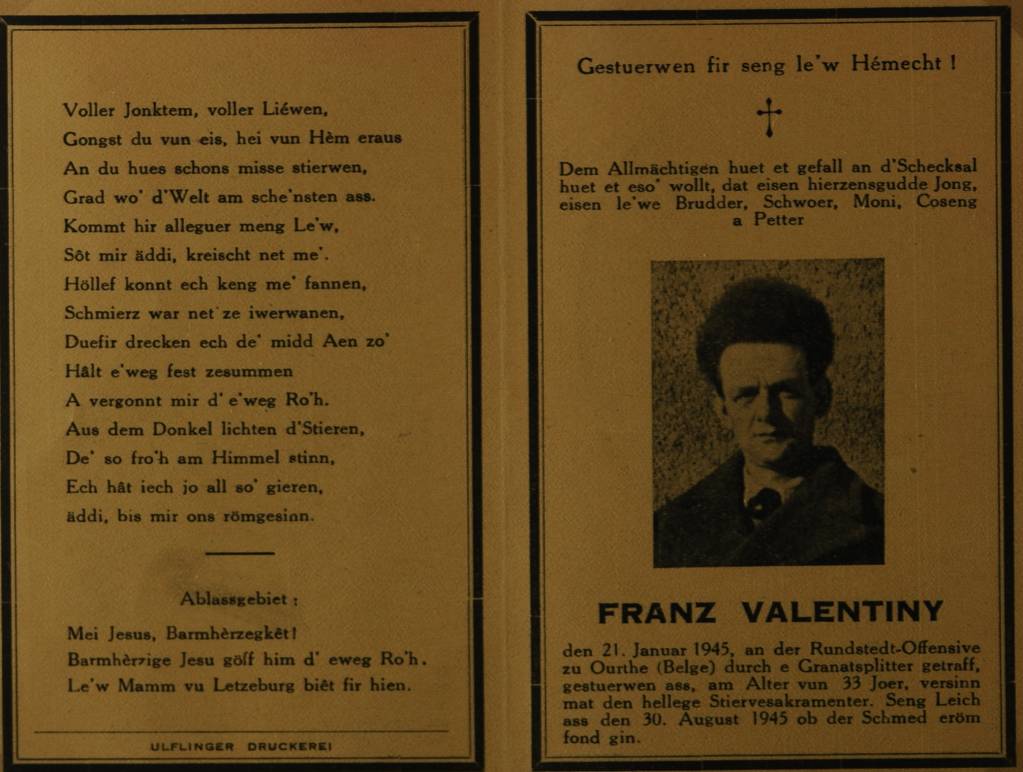 Voller Jonktem, voller Liéwen,
Gongst du vun eis, hei vun Hèm eraus
An du hues schons misse stierwen,
Grad wo' d'Welt am sche'nsten ass.
Kommt hir alleguer meng Le'w,
Sôt mir äddi, kreischt net me'.
Höllef konnt ech keng me' fannen,
Schmierz war net ze iwerwanen,
Duefir drecken ech de' midd Aen zo'
Hâlt e'weg fest zesummen
A vergonnt mir d' e'weg Ro'h.
Aus dem Donkel lichten d'Stieren,
De' so fro'h am Himmel stinn,
Ech hât iech jo all so' gieren,
äddi, bis mir ons römgesinn.
Ablassgebiet :
Mei Jesus, Barmhèrzegkêt!
Barmhèrzige Jesu göff him d' eweg Ro'h.
Le'w Mamm vu Letzeburg biêt fir hien.
ULFLINGER DRUCKEREI
Gestuerwen fir seng le'w Hémecht !
Dem Allmächtigen huet et gefall an d'Schecksal
huet et eso' wollt, dat eisen hierzensgudde Jong,
eisen le'we Brudder, Schwoer, Moni, Coseng
a Petter
FRANZ VALENTINY
den 21. Januar 1945, an der Rundstedt-Offensive
zu Ourthe (Belge) durch e Granatsplitter getraff,
gestuerwen ass, am Alter vun 33 Joer, versinn
mat den hellege Stiervesakramenter. Seng Leich
ass den 30. August 1945 ob der Schmed eröm
fond gin.